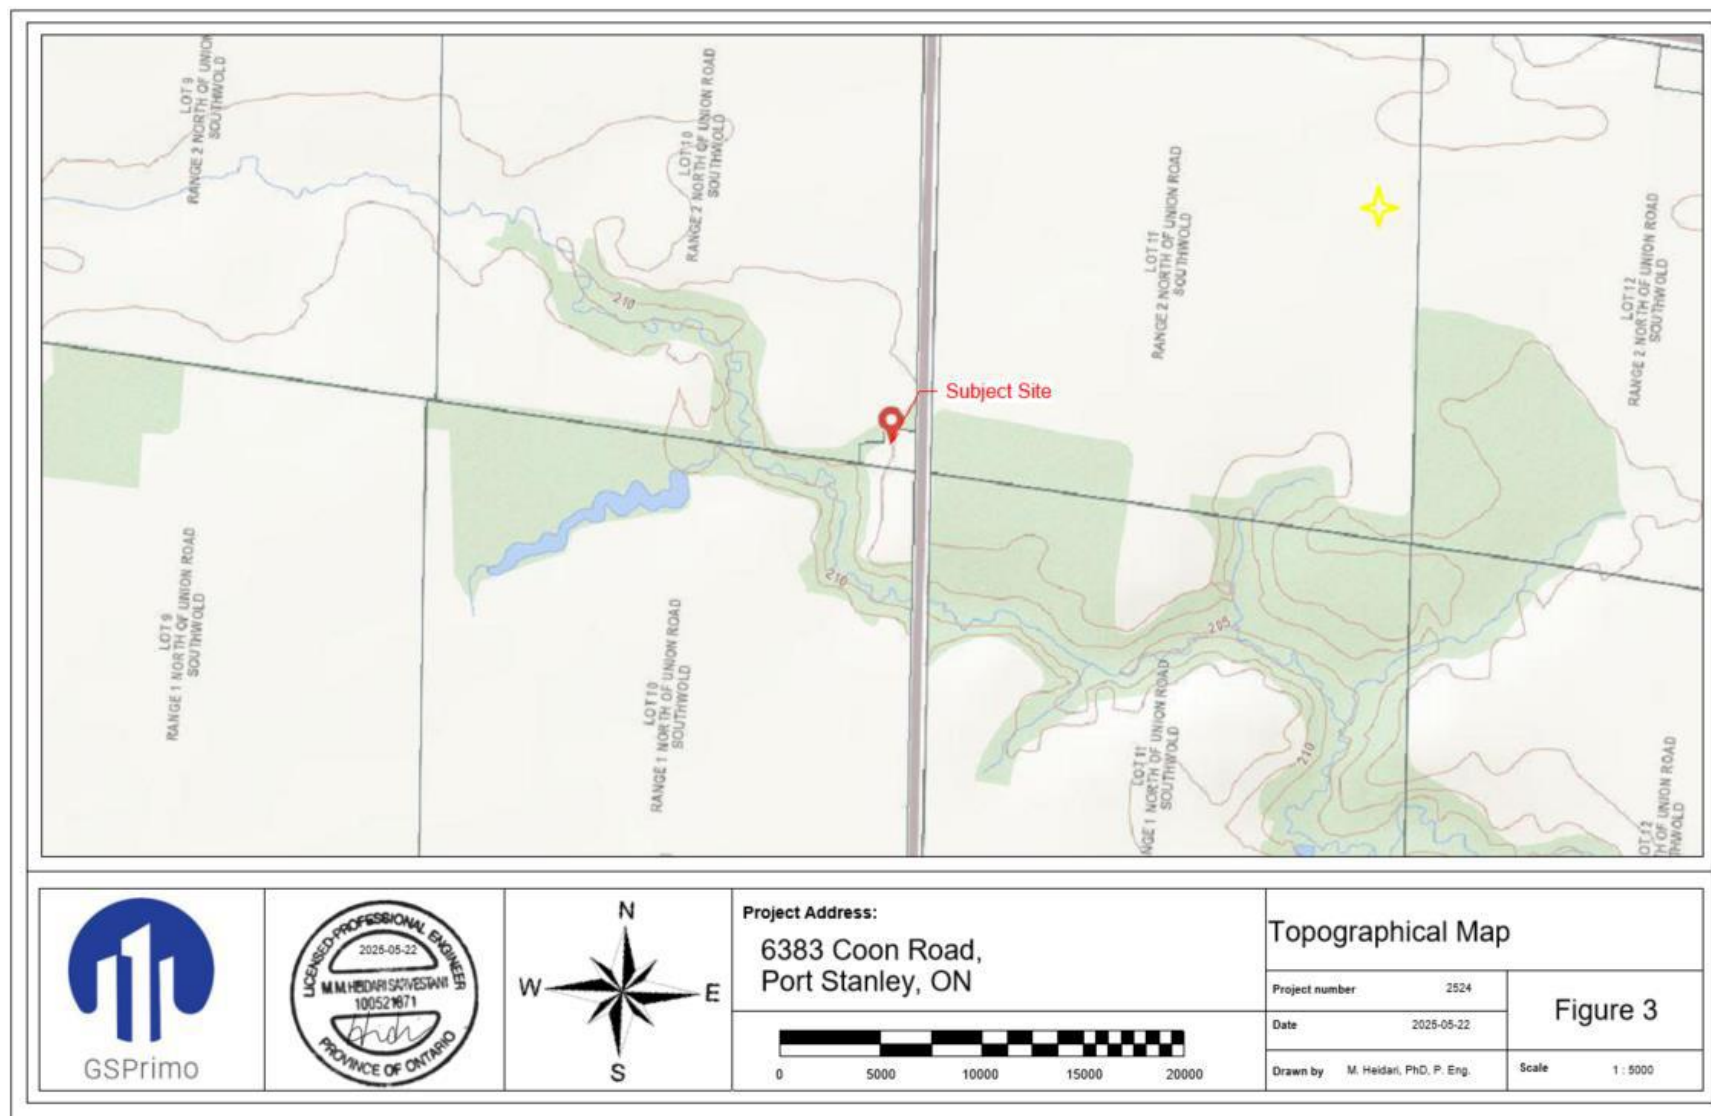 LOT 9
RANGE 2 NORTH OF UNION
SOUTHWOLD
LOT 10
RANGE 2 NORTH OF UNION ROAD
SOUTHWOLD
LOT 11
RANGE 2 NORTH OF UNION ROAD
SOUTHWOLD
LOT 12
RANGE 2 NORTH OF UNION ROAD
SOUTHWOLD
210
Subject Site
LOT 9
RANGE 1 NORTH OF UNION ROAD
SOUTHWOLD
LOT 10
RANGE 1 NORTH OF UNION ROAD
SOUTHWOLD
210
205
210
LOT 11
NGE 1 NORTH OF UNION ROAD
SOUTHWOLD
OT 12
TH OF UNION ROAD
THWOLD
GSPrimo
LICENSED PROFESSIONAL ENGINEER
2025-05-22
M.M. HEIDARI SARVESTANI
100521871
PROVINCE OF ONTARIO
N
W
E
S
Project Address:
6383 Coon Road,
Port Stanley, ON
0 5000 10000 15000 20000
Topographical Map
Project number 2524
Date 2025-05-22
Drawn by M. Heidari, PhD, P. Eng.
Figure 3
Scale 1 : 5000